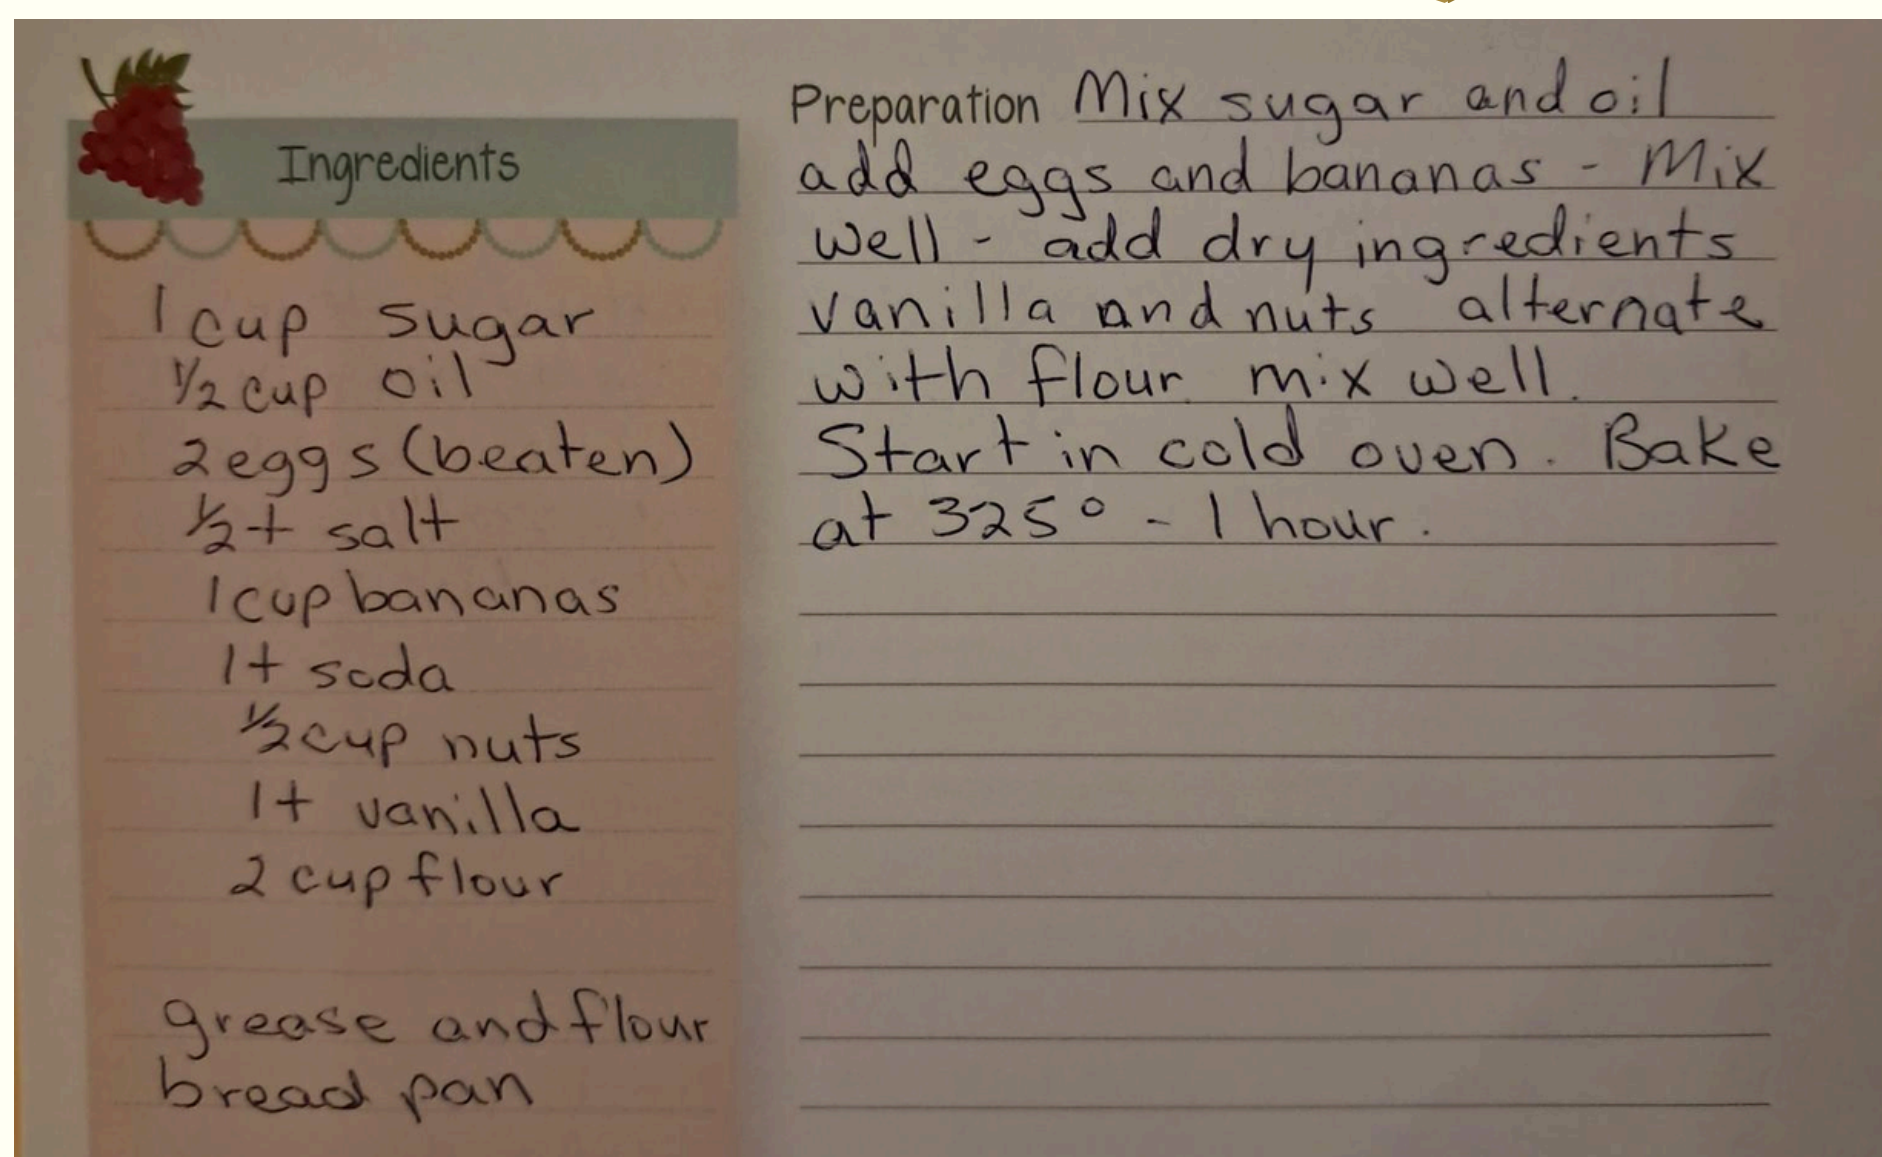 Ingredients
1 cup sugar
1/2 cup oil
2 eggs (beaten)
1/2 t salt
1 cup bananas
1 t soda
1/2 cup nuts
1 t vanilla
2 cup flour
grease and flour
bread pan
Preparation Mix sugar and oil
add eggs and bananas - Mix
well - add dry ingredients
vanilla and nuts alternate
with flour. mix well.
Start in cold oven. Bake
at 325° - 1 hour.